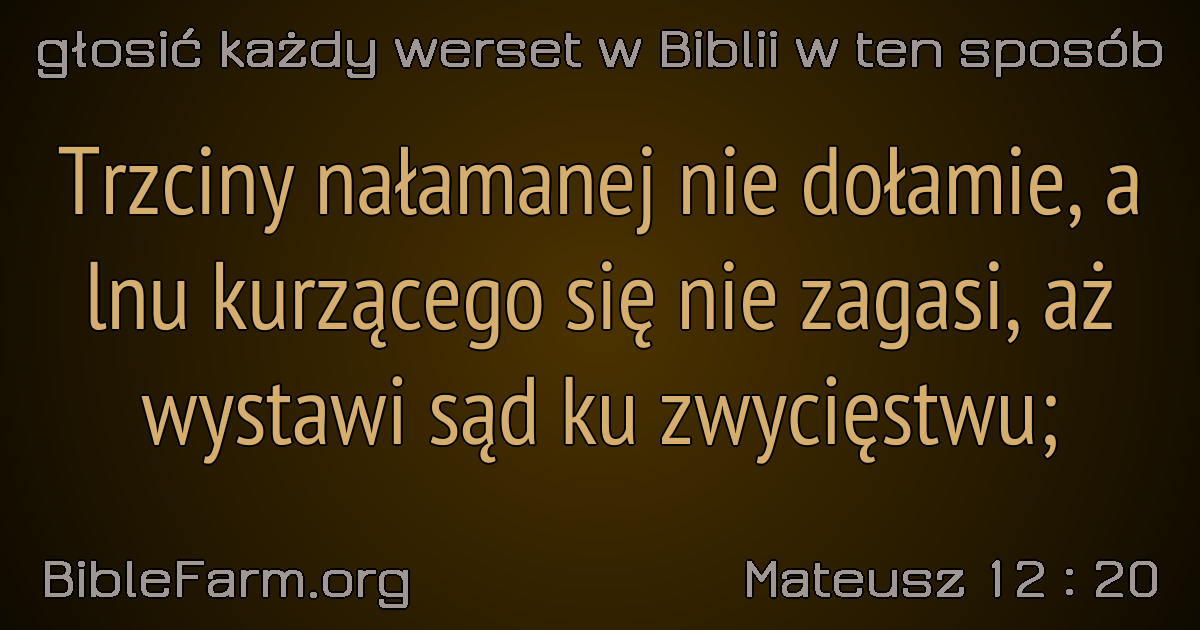 głosić każdy werset w Biblii w ten sposób
Trzciny nałamanej nie dołamie, a
lnu kurzącego się nie zagasi, aż
wystawi sąd ku zwycięstwu;
BibleFarm.org
Mateusz 12 : 20